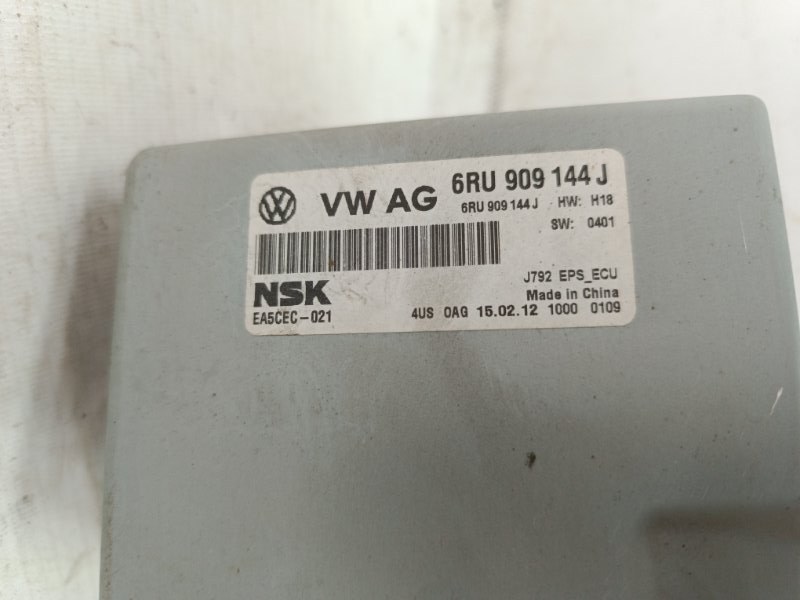 VW AG 6RU 909 144 J
6RU 909 144 J HW: H18
SW: 0401
J792 EPS_ECU
NSK Made in China
EA5CEC-021 4US 0AG 15.02.12 1000 0109